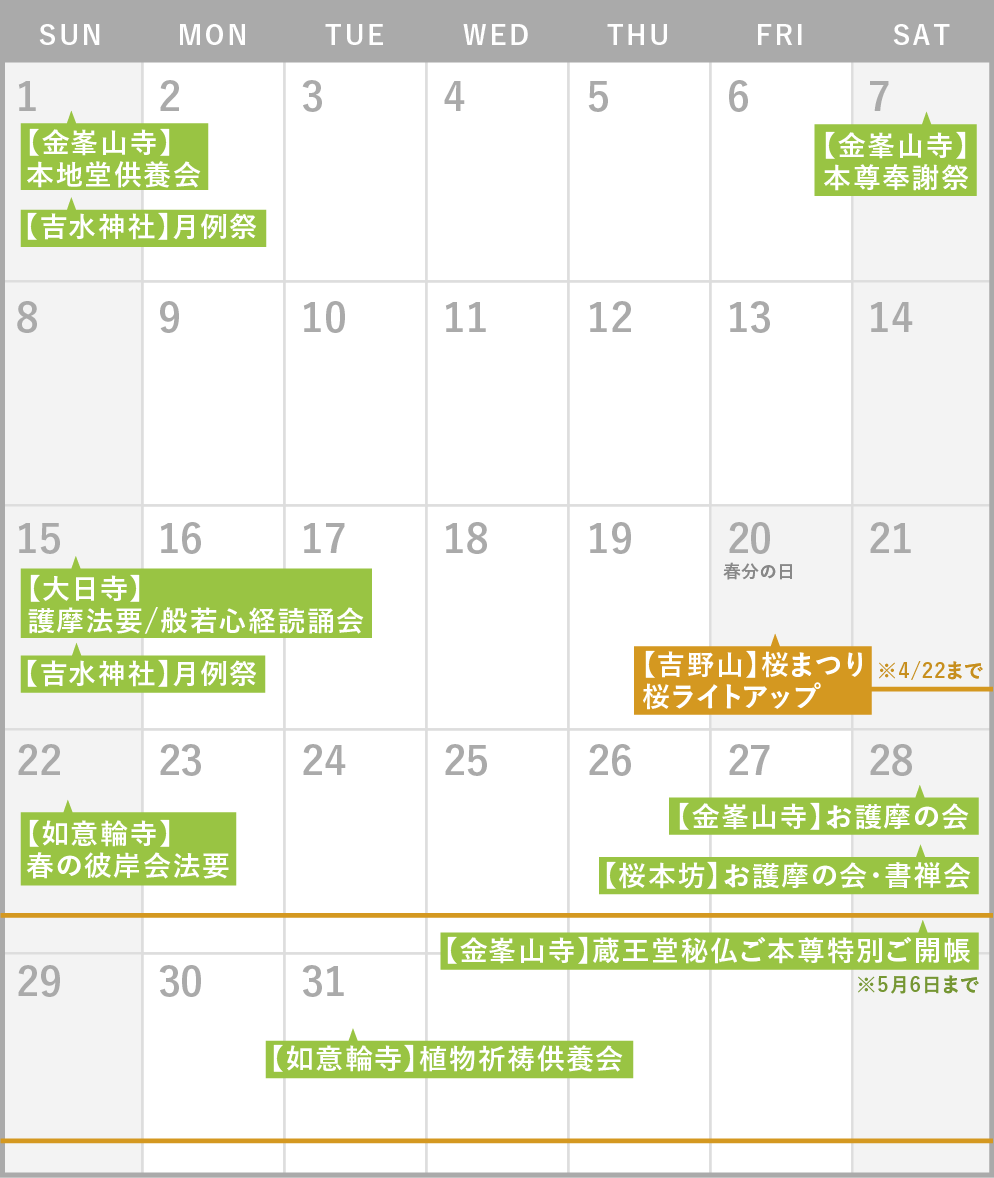 SUN MON TUE WED THU FRI SAT
1 2 3 4 5 6 7
【金峯山寺】
本地堂供養会
【吉水神社】月例祭
【金峯山寺】
本尊奉謝祭
8 9 10 11 12 13 14
15 16 17 18 19 20 21
春分の日
【大日寺】
護摩法要/般若心経読誦会
【吉水神社】月例祭
【吉野山】桜まつり
桜ライトアップ
※4/22まで
22 23 24 25 26 27 28
【如意輪寺】
春の彼岸会法要
【金峯山寺】お護摩の会
【桜本坊】お護摩の会・書禅会
【金峯山寺】蔵王堂秘仏ご本尊特別ご開帳
※5月6日まで
29 30 31
【如意輪寺】植物祈祷供養会